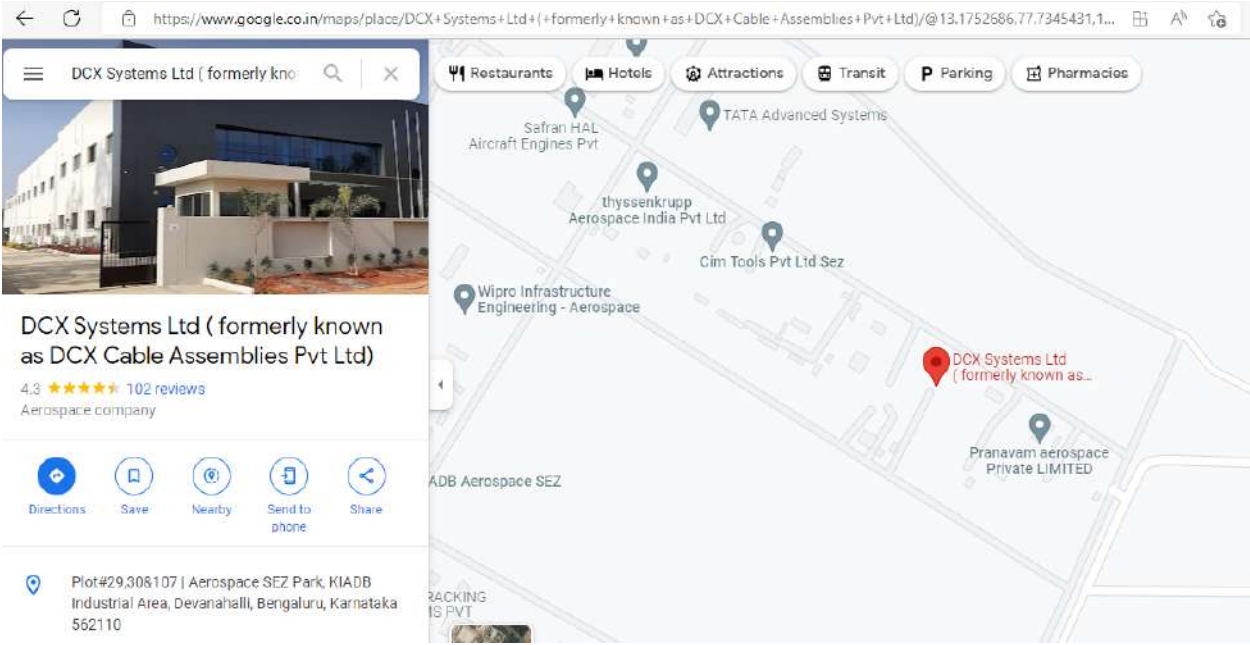 https://www.google.co.in/maps/place/DCX+Systems+Ltd+(+formerly+known+as+DCX+Cable+Assemblies+Pvt+Ltd)/@13.1752686,77.7345431,1...
DCX Systems Ltd ( formerly kno
Restaurants
Hotels
Attractions
Transit
P Parking
Pharmacies
Safran HAL
Aircraft Engines Pvt
TATA Advanced Systems
thyssenkrupp
Aerospace India Pvt Ltd
Cim Tools Pvt Ltd Sez
Wipro Infrastructure
Engineering - Aerospace
DCX Systems Ltd
( formerly known as...
Pranavam aerospace
Private LIMITED
ADB Aerospace SEZ
RACKING
IS PVT
DCX Systems Ltd ( formerly known
as DCX Cable Assemblies Pvt Ltd)
4.3 102 reviews
Aerospace company
Directions
Save
Nearby
Send to
phone
Share
Plot#29,30&107 | Aerospace SEZ Park, KIADB
Industrial Area, Devanahalli, Bengaluru, Karnataka
562110